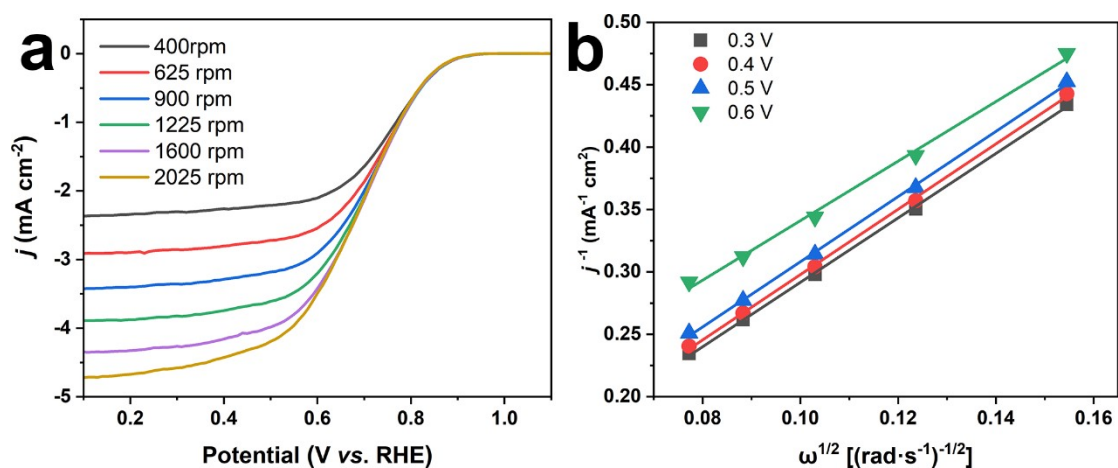 a
400rpm
625 rpm
900 rpm
1225 rpm
1600 rpm
2025 rpm
0
-1
-2
-3
-4
-5
j (mA cm-2)
0.2
0.4
0.6
0.8
1.0
Potential (V vs. RHE)
b
0.3 V
0.4 V
0.5 V
0.6 V
0.50
0.45
0.40
0.35
0.30
0.25
0.20
j -1 (mA-1 cm2)
0.08
0.10
0.12
0.14
0.16
ω1/2 [(rad·s-1)-1/2]